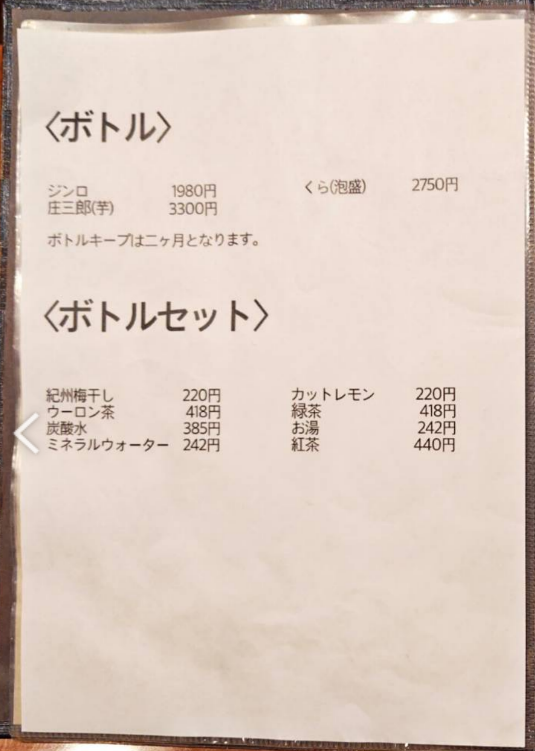 〈ボトル〉
ジンロ 1980円 くら(泡盛) 2750円
庄三郎(芋) 3300円
ボトルキープは二ヶ月となります。
〈ボトルセット〉
紀州梅干し 220円 カットレモン 220円
ウーロン茶 418円 緑茶 418円
炭酸水 385円 お湯 242円
ミネラルウォーター 242円 紅茶 440円